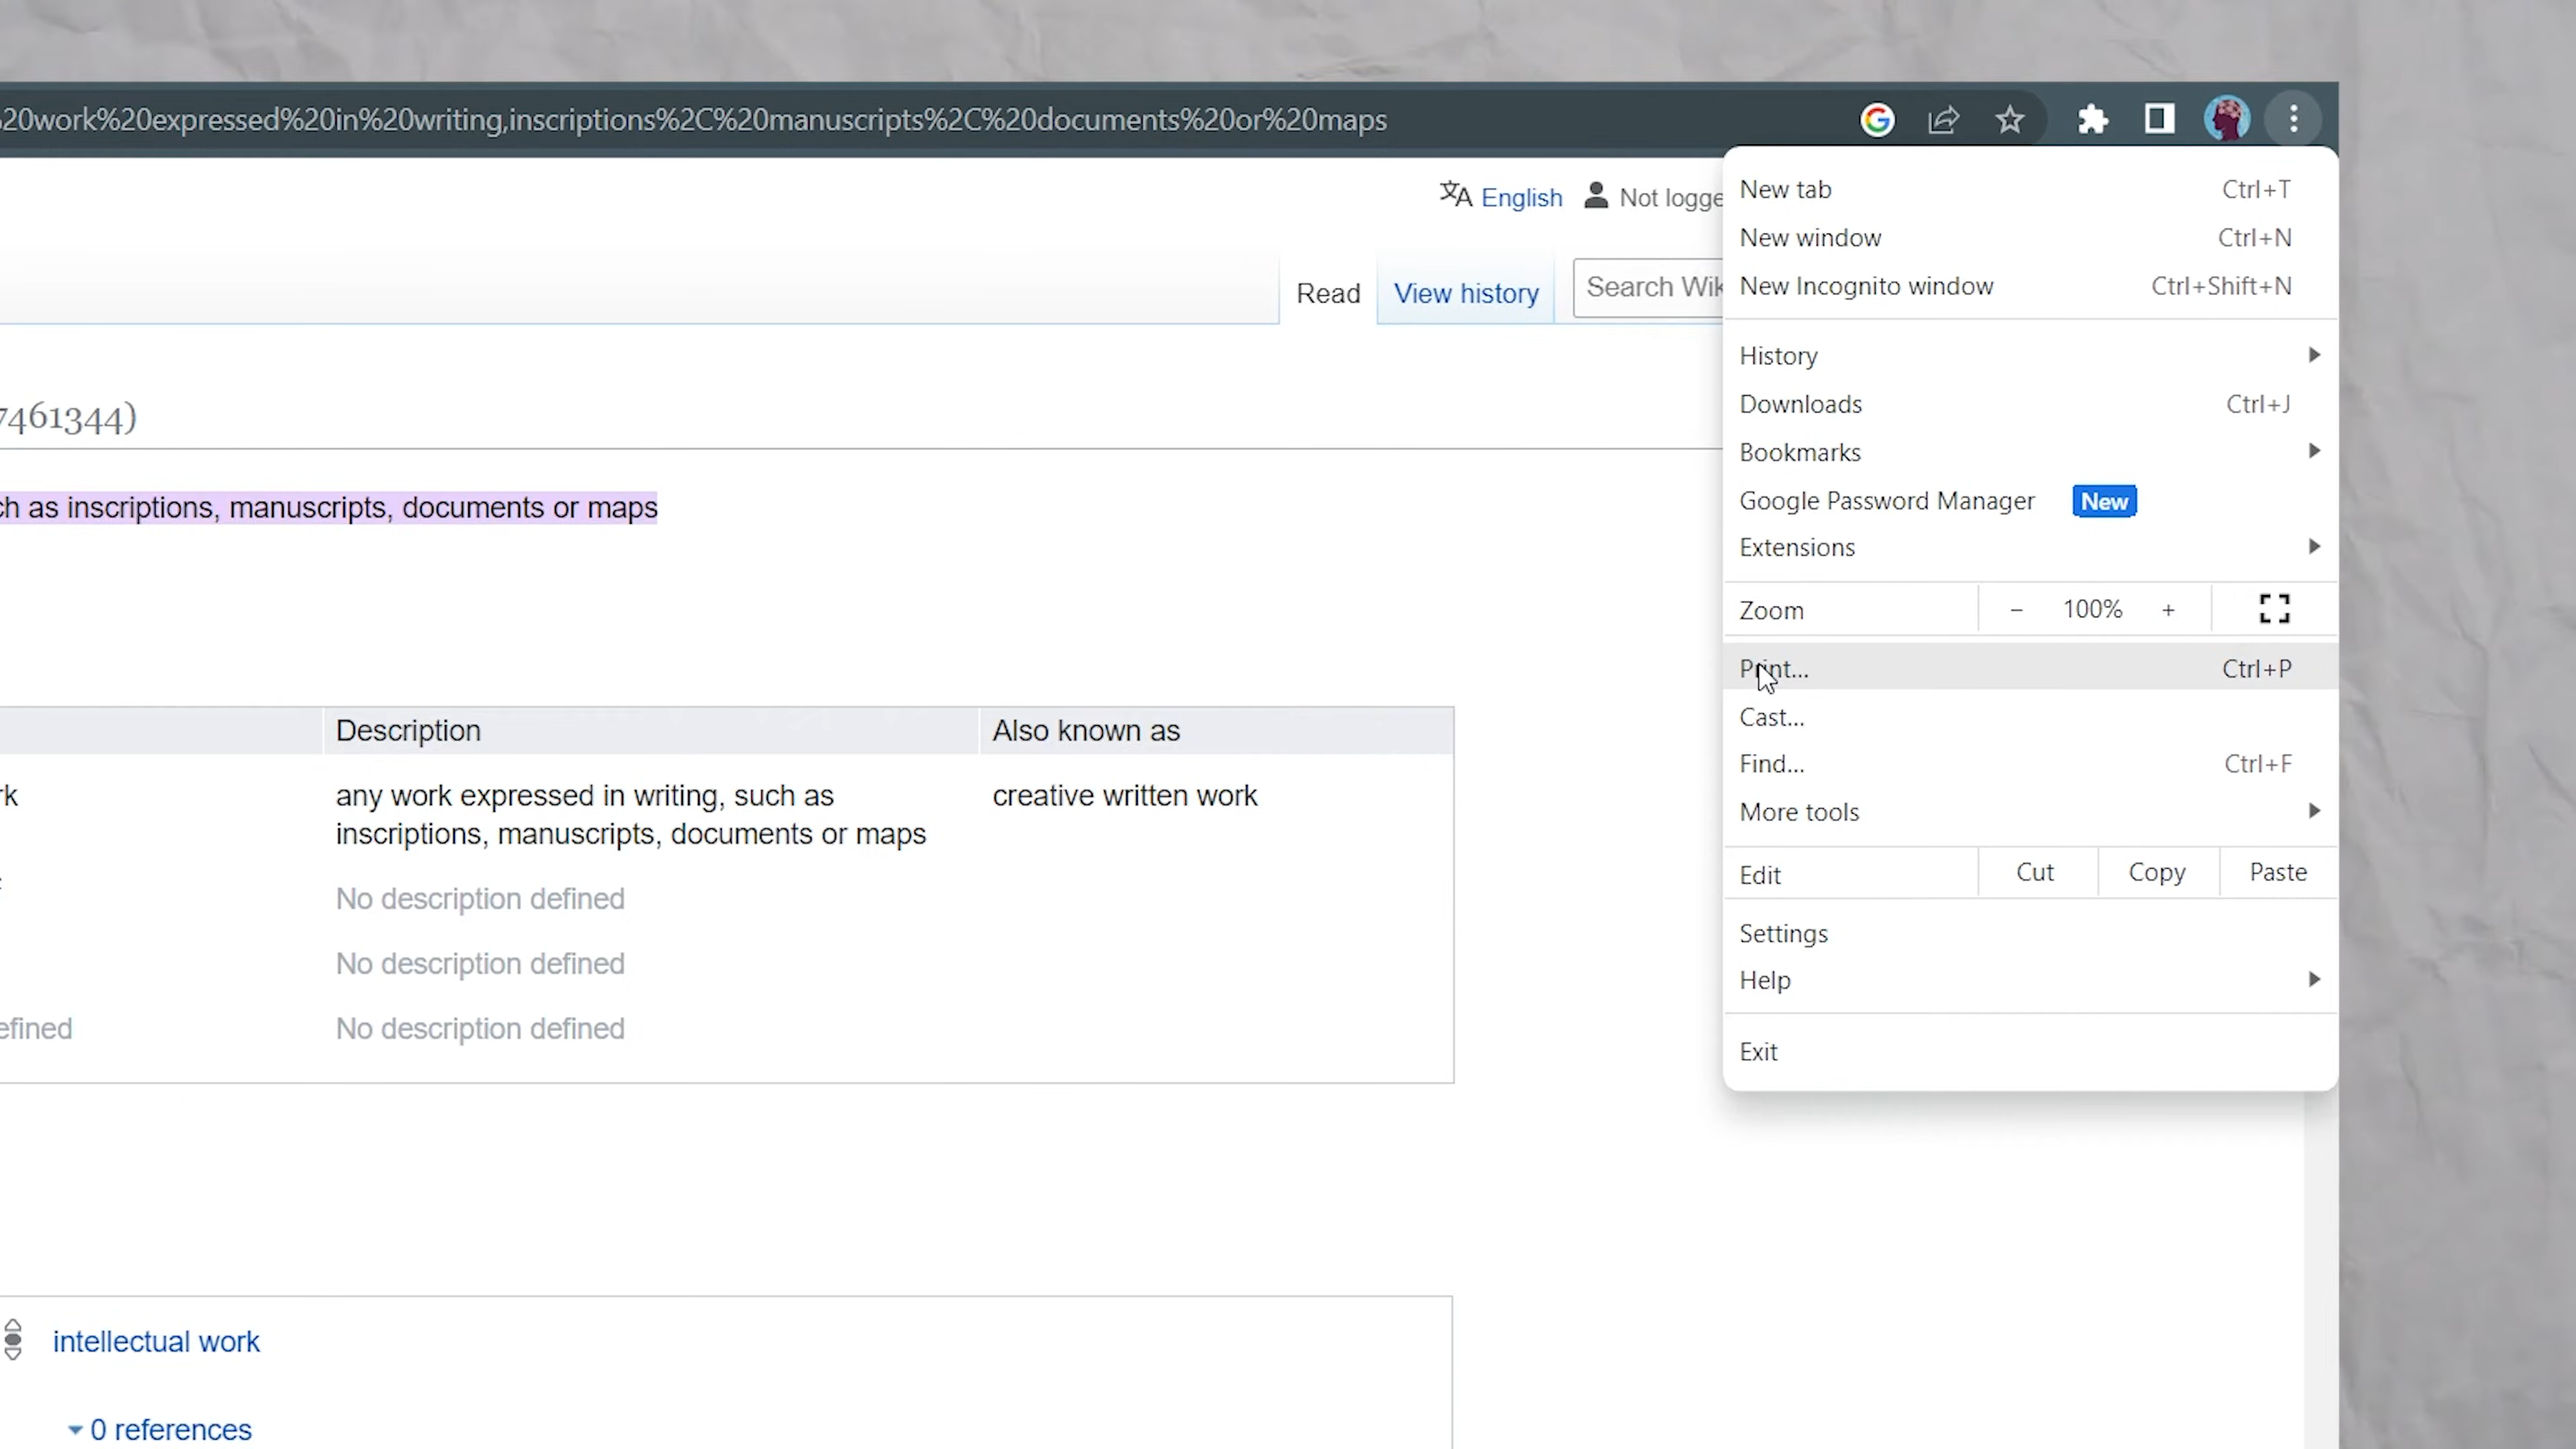 20work%20expressed%20in%20writing,inscriptions%2C%20manuscripts%2C%20documents%20or%20maps
English
Not logge
Read
View history
Search Wik
7461344)
ch as inscriptions, manuscripts, documents or maps
Description
Also known as
rk
any work expressed in writing, such as
inscriptions, manuscripts, documents or maps
creative written work
No description defined
No description defined
efined
No description defined
intellectual work
0 references
New tab Ctrl+T
New window Ctrl+N
New Incognito window Ctrl+Shift+N
History
Downloads Ctrl+J
Bookmarks
Google Password Manager New
Extensions
Zoom - 100% +
Print... Ctrl+P
Cast...
Find... Ctrl+F
More tools
Edit Cut Copy Paste
Settings
Help
Exit